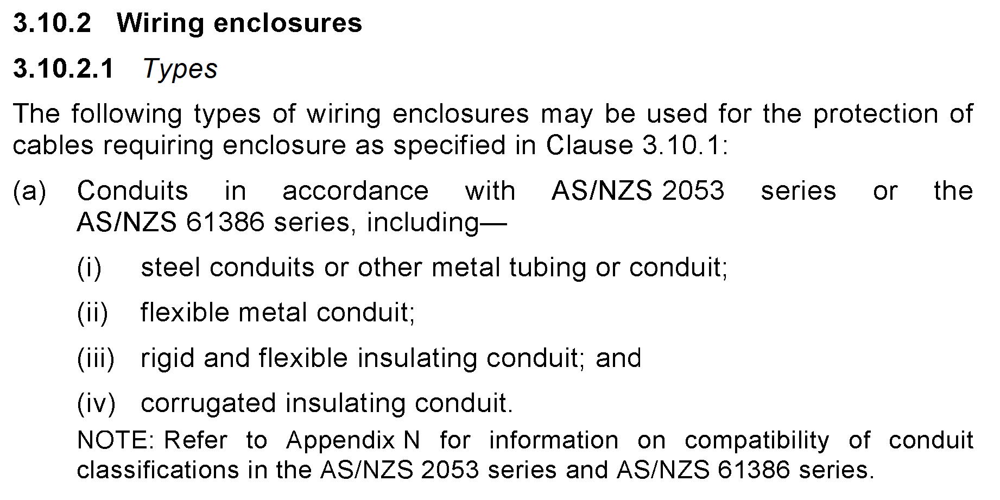 3.10.2 Wiring enclosures
3.10.2.1 Types
The following types of wiring enclosures may be used for the protection of
cables requiring enclosure as specified in Clause 3.10.1:
(a) Conduits in accordance with AS/NZS 2053 series or the
AS/NZS 61386 series, including—
(i) steel conduits or other metal tubing or conduit;
(ii) flexible metal conduit;
(iii) rigid and flexible insulating conduit; and
(iv) corrugated insulating conduit.
NOTE: Refer to Appendix N for information on compatibility of conduit
classifications in the AS/NZS 2053 series and AS/NZS 61386 series.